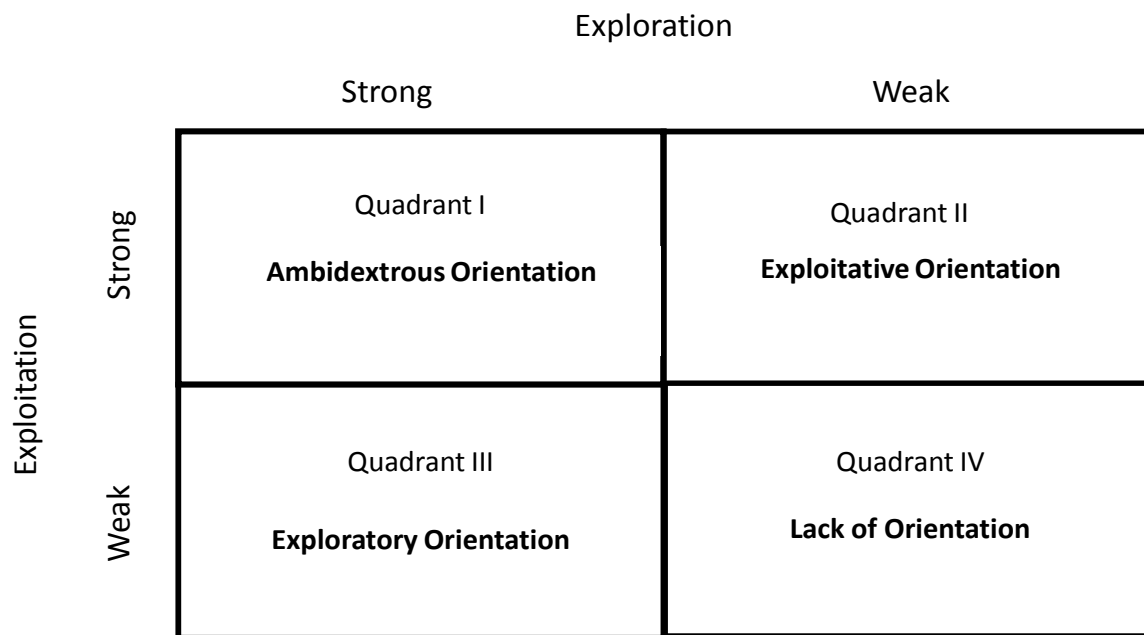 Exploration
Strong
Weak
Exploitation
Strong
Quadrant I
Ambidextrous Orientation
Quadrant II
Exploitative Orientation
Weak
Quadrant III
Exploratory Orientation
Quadrant IV
Lack of Orientation